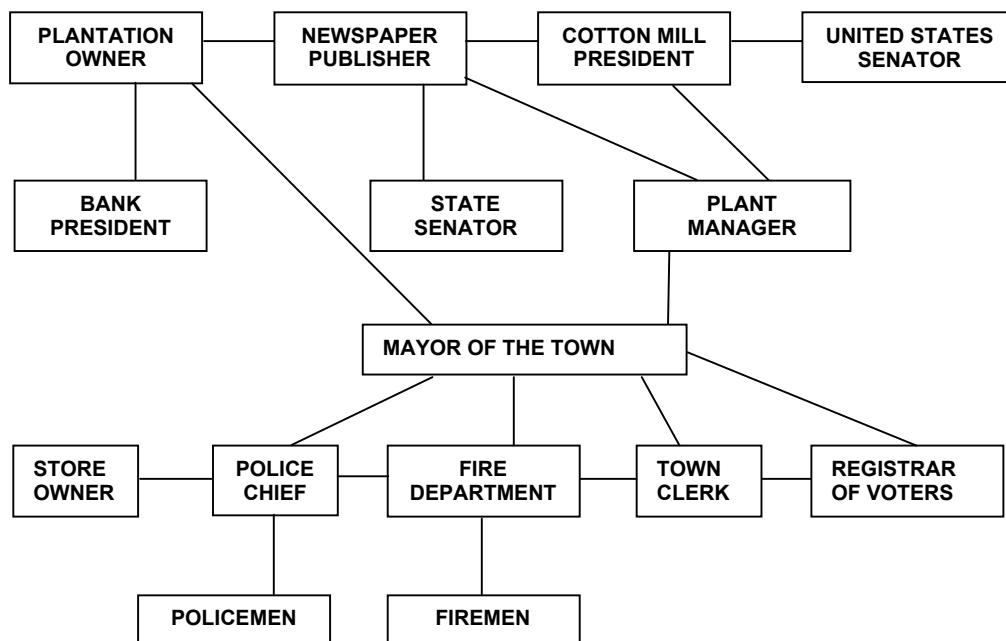 PLANTATION
OWNER
NEWSPAPER
PUBLISHER
COTTON MILL
PRESIDENT
UNITED STATES
SENATOR
BANK
PRESIDENT
STATE
SENATOR
PLANT
MANAGER
MAYOR OF THE TOWN
STORE
OWNER
POLICE
CHIEF
FIRE
DEPARTMENT
TOWN
CLERK
REGISTRAR
OF VOTERS
POLICEMEN
FIREMEN